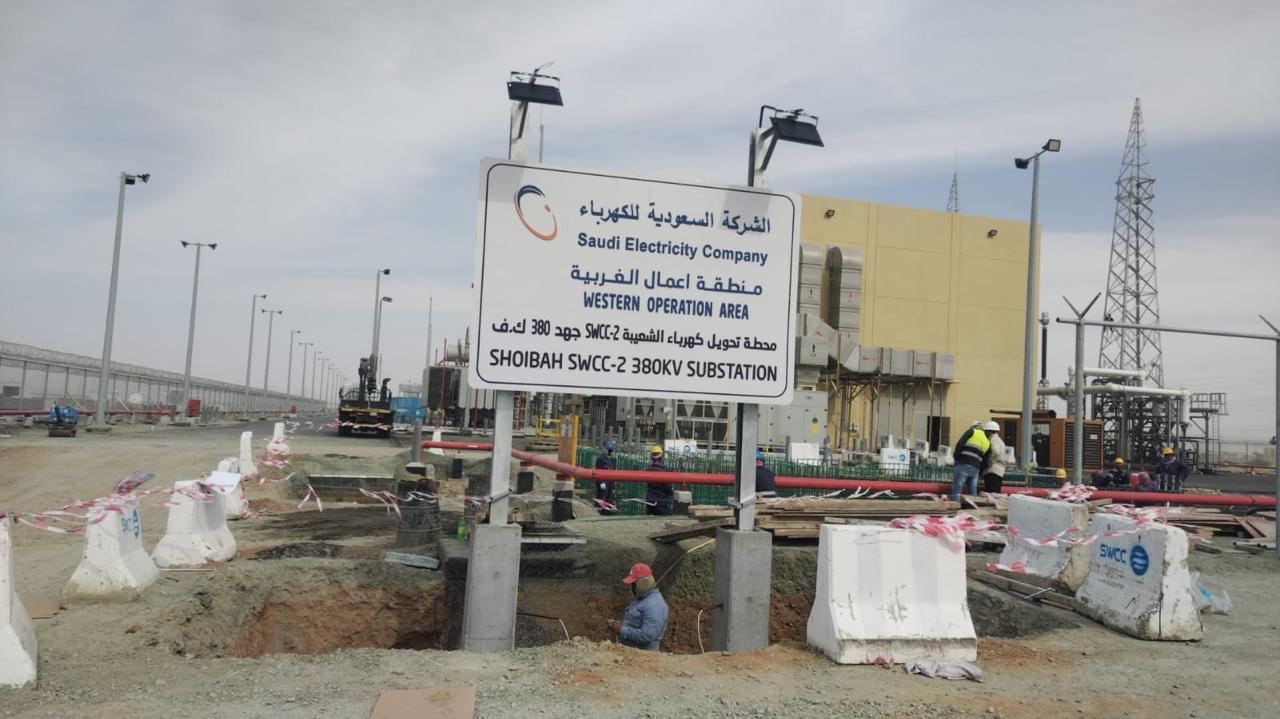 الشركة السعودية للكهرباء
Saudi Electricity Company
منطقة اعمال الغربية
WESTERN OPERATION AREA
محطة تحويل كهرباء الشعيبة SWCC-2 جهد 380 ك.ف
SHOIBAH SWCC-2 380KV SUBSTATION
SWCC
SWCC